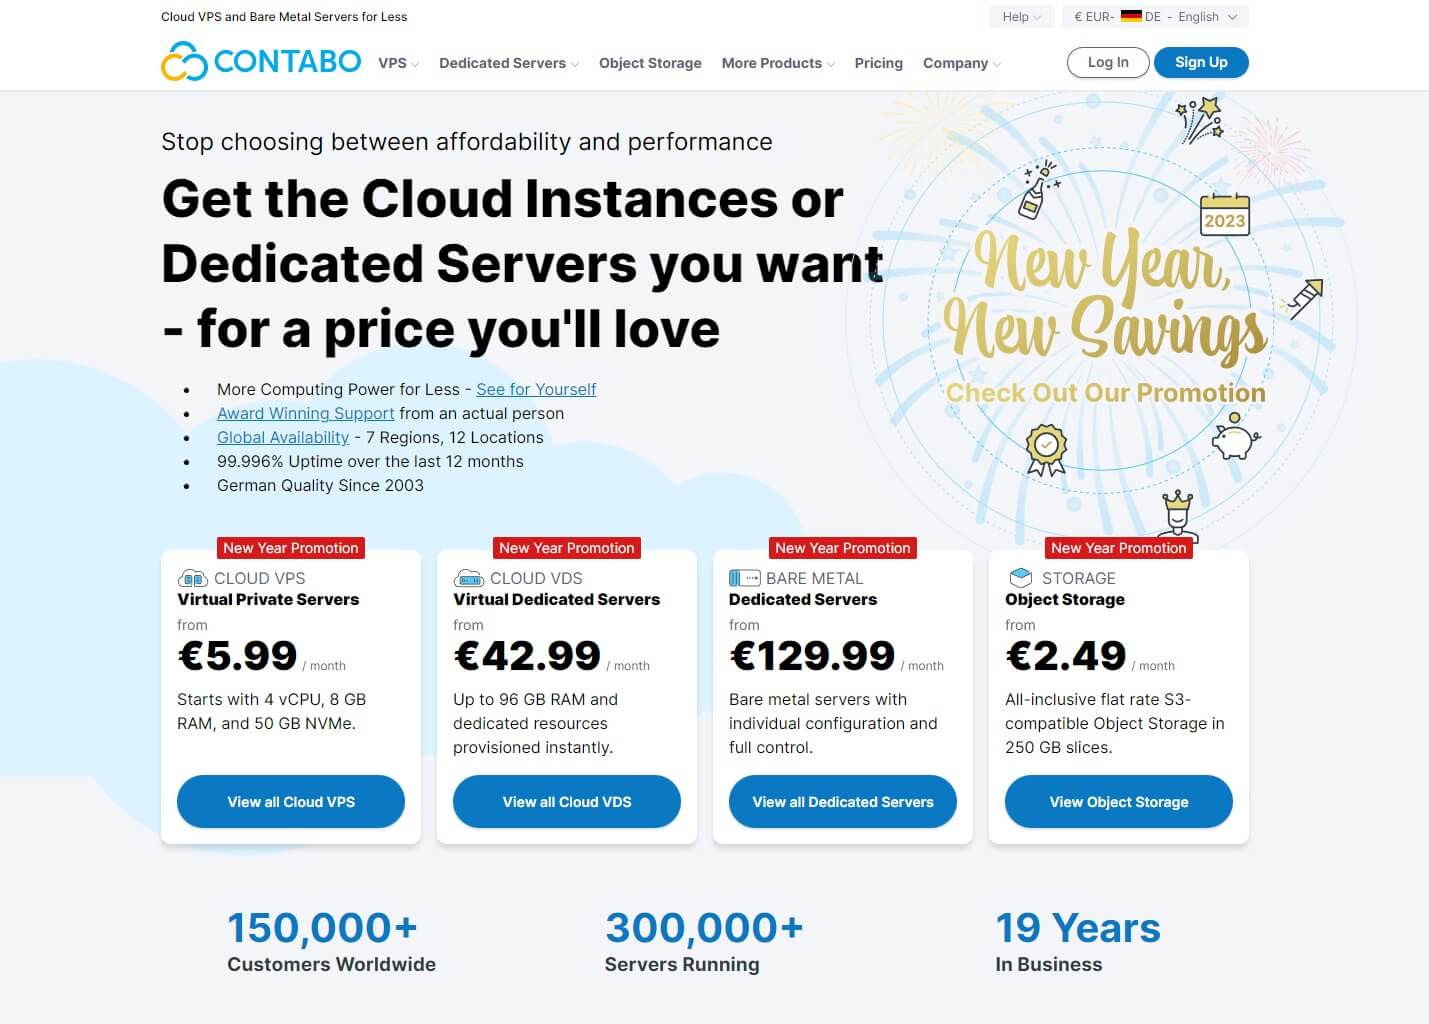 Cloud VPS and Bare Metal Servers for Less
Help
€ EUR- DE - English
CONTABO
VPS
Dedicated Servers
Object Storage
More Products
Pricing
Company
Log In
Sign Up
Stop choosing between affordability and performance
Get the Cloud Instances or
Dedicated Servers you want
- for a price you'll love
More Computing Power for Less - See for Yourself
Award Winning Support from an actual person
Global Availability - 7 Regions, 12 Locations
99.996% Uptime over the last 12 months
German Quality Since 2003
2023
New Year,
New Savings
Check Out Our Promotion
New Year Promotion
CLOUD VPS
Virtual Private Servers
from
€5.99 / month
Starts with 4 vCPU, 8 GB
RAM, and 50 GB NVMe.
View all Cloud VPS
New Year Promotion
CLOUD VDS
Virtual Dedicated Servers
from
€42.99 / month
Up to 96 GB RAM and
dedicated resources
provisioned instantly.
View all Cloud VDS
New Year Promotion
BARE METAL
Dedicated Servers
from
€129.99 / month
Bare metal servers with
individual configuration and
full control.
View all Dedicated Servers
New Year Promotion
STORAGE
Object Storage
from
€2.49 / month
All-inclusive flat rate S3-
compatible Object Storage in
250 GB slices.
View Object Storage
150,000+
Customers Worldwide
300,000+
Servers Running
19 Years
In Business